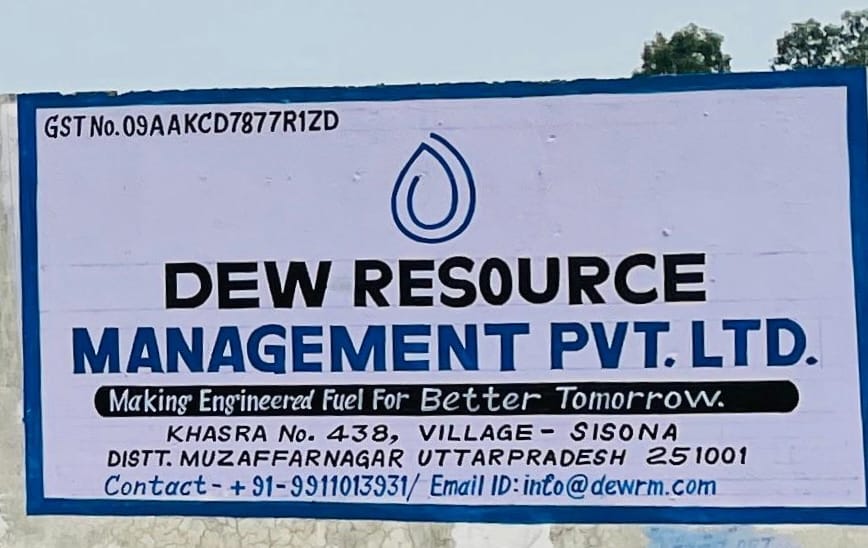 GST No. 09AAKCD7877R1ZD
DEW RESOURCE
MANAGEMENT PVT. LTD.
Making Engineered Fuel For Better Tomorrow.
KHASRA No. 438, VILLAGE - SISONA
DISTT. MUZAFFARNAGAR UTTARPRADESH 251001
Contact - +91-9911013931/ Email ID: info@dewrm.com